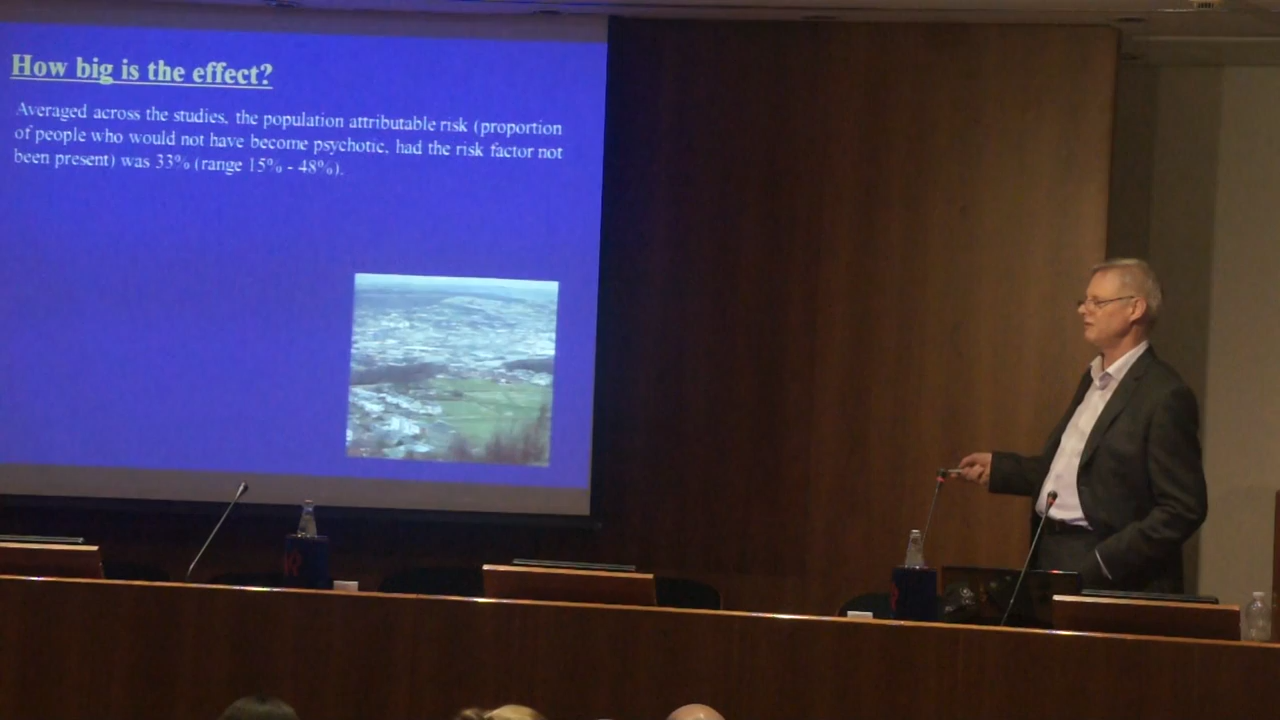 How big is the effect?
Averaged across the studies, the population attributable risk (proportion
of people who would not have become psychotic, had the risk factor not
been present) was 33% (range 15% - 48%).